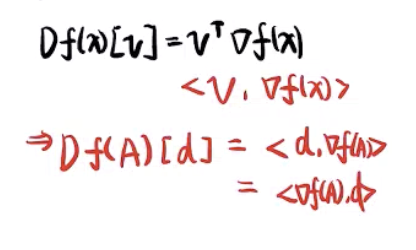 Df(x)[v] = vᵀ∇f(x)
<v, ∇f(x)>
⇒ Df(A)[d] = <d, ∇f(A)>
= <∇f(A), d>